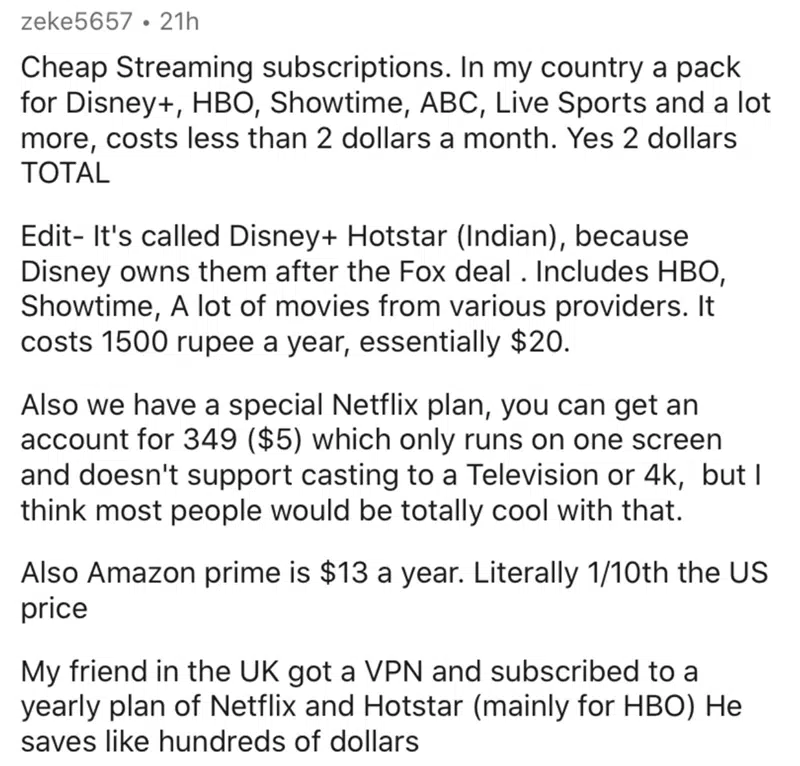 zeke5657 • 21h
Cheap Streaming subscriptions. In my country a pack
for Disney+, HBO, Showtime, ABC, Live Sports and a lot
more, costs less than 2 dollars a month. Yes 2 dollars
TOTAL
Edit- It's called Disney+ Hotstar (Indian), because
Disney owns them after the Fox deal . Includes HBO,
Showtime, A lot of movies from various providers. It
costs 1500 rupee a year, essentially $20.
Also we have a special Netflix plan, you can get an
account for 349 ($5) which only runs on one screen
and doesn't support casting to a Television or 4k,  but I
think most people would be totally cool with that.
Also Amazon prime is $13 a year. Literally 1/10th the US
price
My friend in the UK got a VPN and subscribed to a
yearly plan of Netflix and Hotstar (mainly for HBO) He
saves like hundreds of dollars